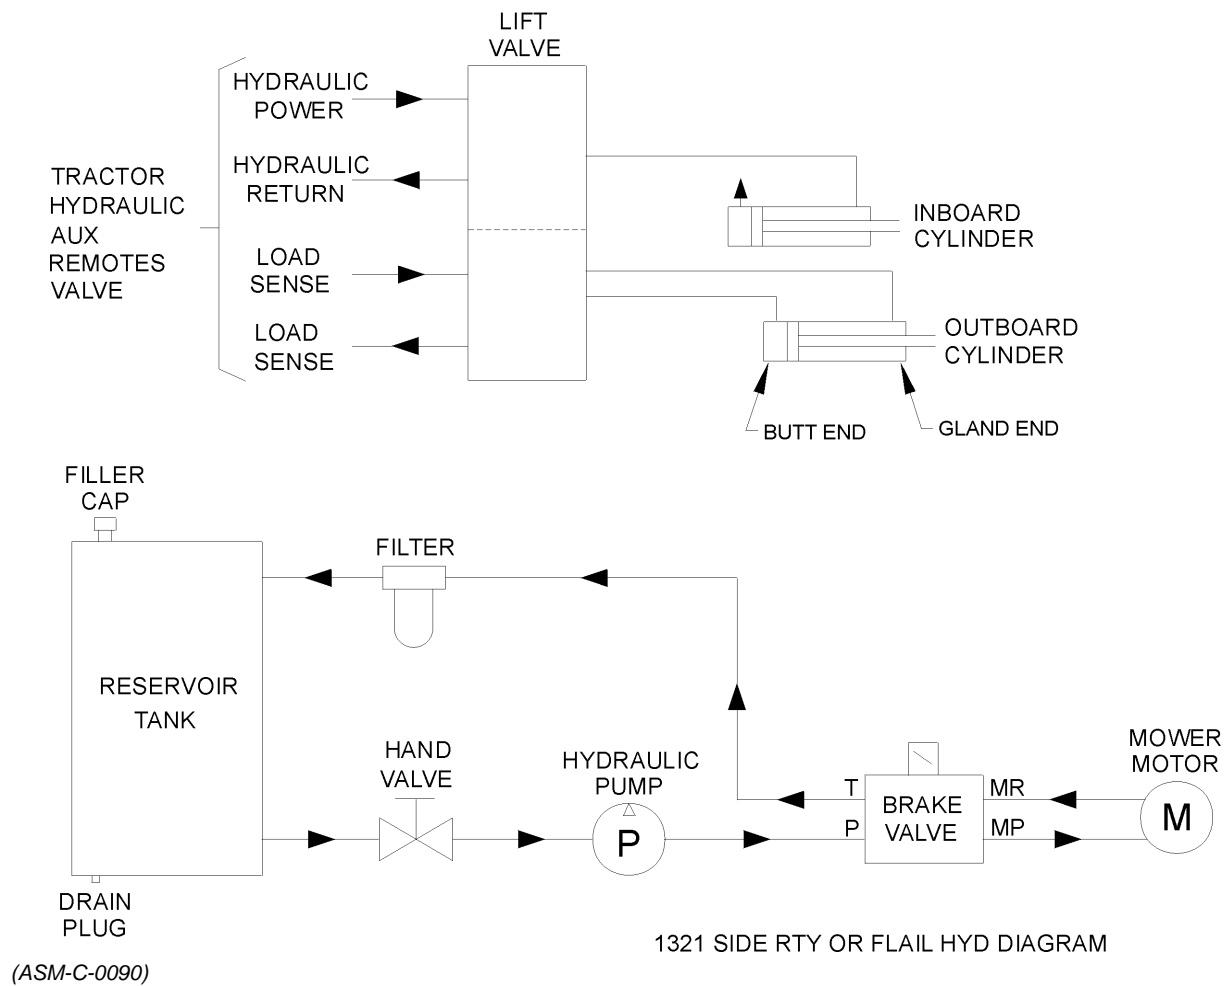 LIFT
VALVE
HYDRAULIC
POWER
HYDRAULIC
RETURN
TRACTOR
HYDRAULIC
AUX
REMOTES
VALVE
LOAD
SENSE
LOAD
SENSE
INBOARD
CYLINDER
OUTBOARD
CYLINDER
BUTT END
GLAND END
FILLER
CAP
FILTER
RESERVOIR
TANK
HAND
VALVE
HYDRAULIC
PUMP
P
T
P
BRAKE
VALVE
MR
MP
MOWER
MOTOR
M
DRAIN
PLUG
1321 SIDE RTY OR FLAIL HYD DIAGRAM
(ASM-C-0090)